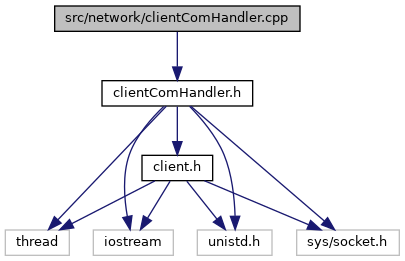 src/network/clientComHandler.cpp
clientComHandler.h
client.h
thread
iostream
unistd.h
sys/socket.h